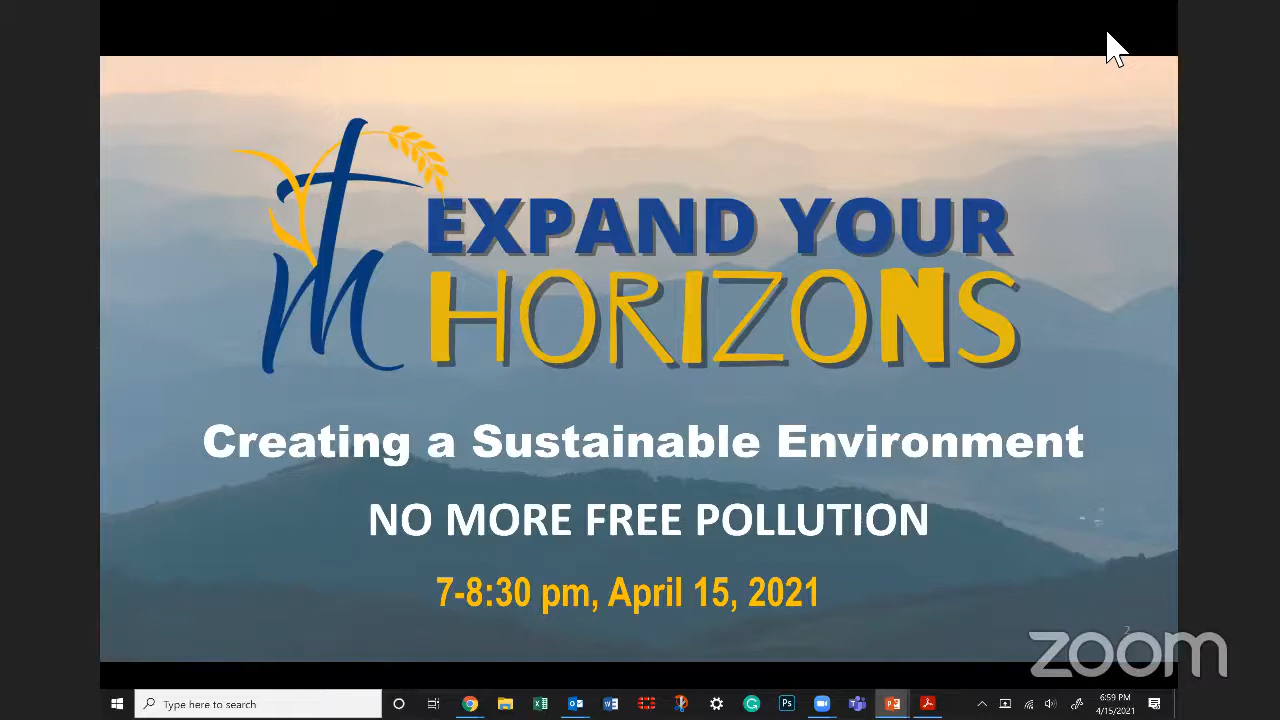 EXPAND YOUR
HORIZONS
Creating a Sustainable Environment
NO MORE FREE POLLUTION
7-8:30 pm, April 15, 2021
2
zoom
Type here to search
6:59 PM
4/15/2021